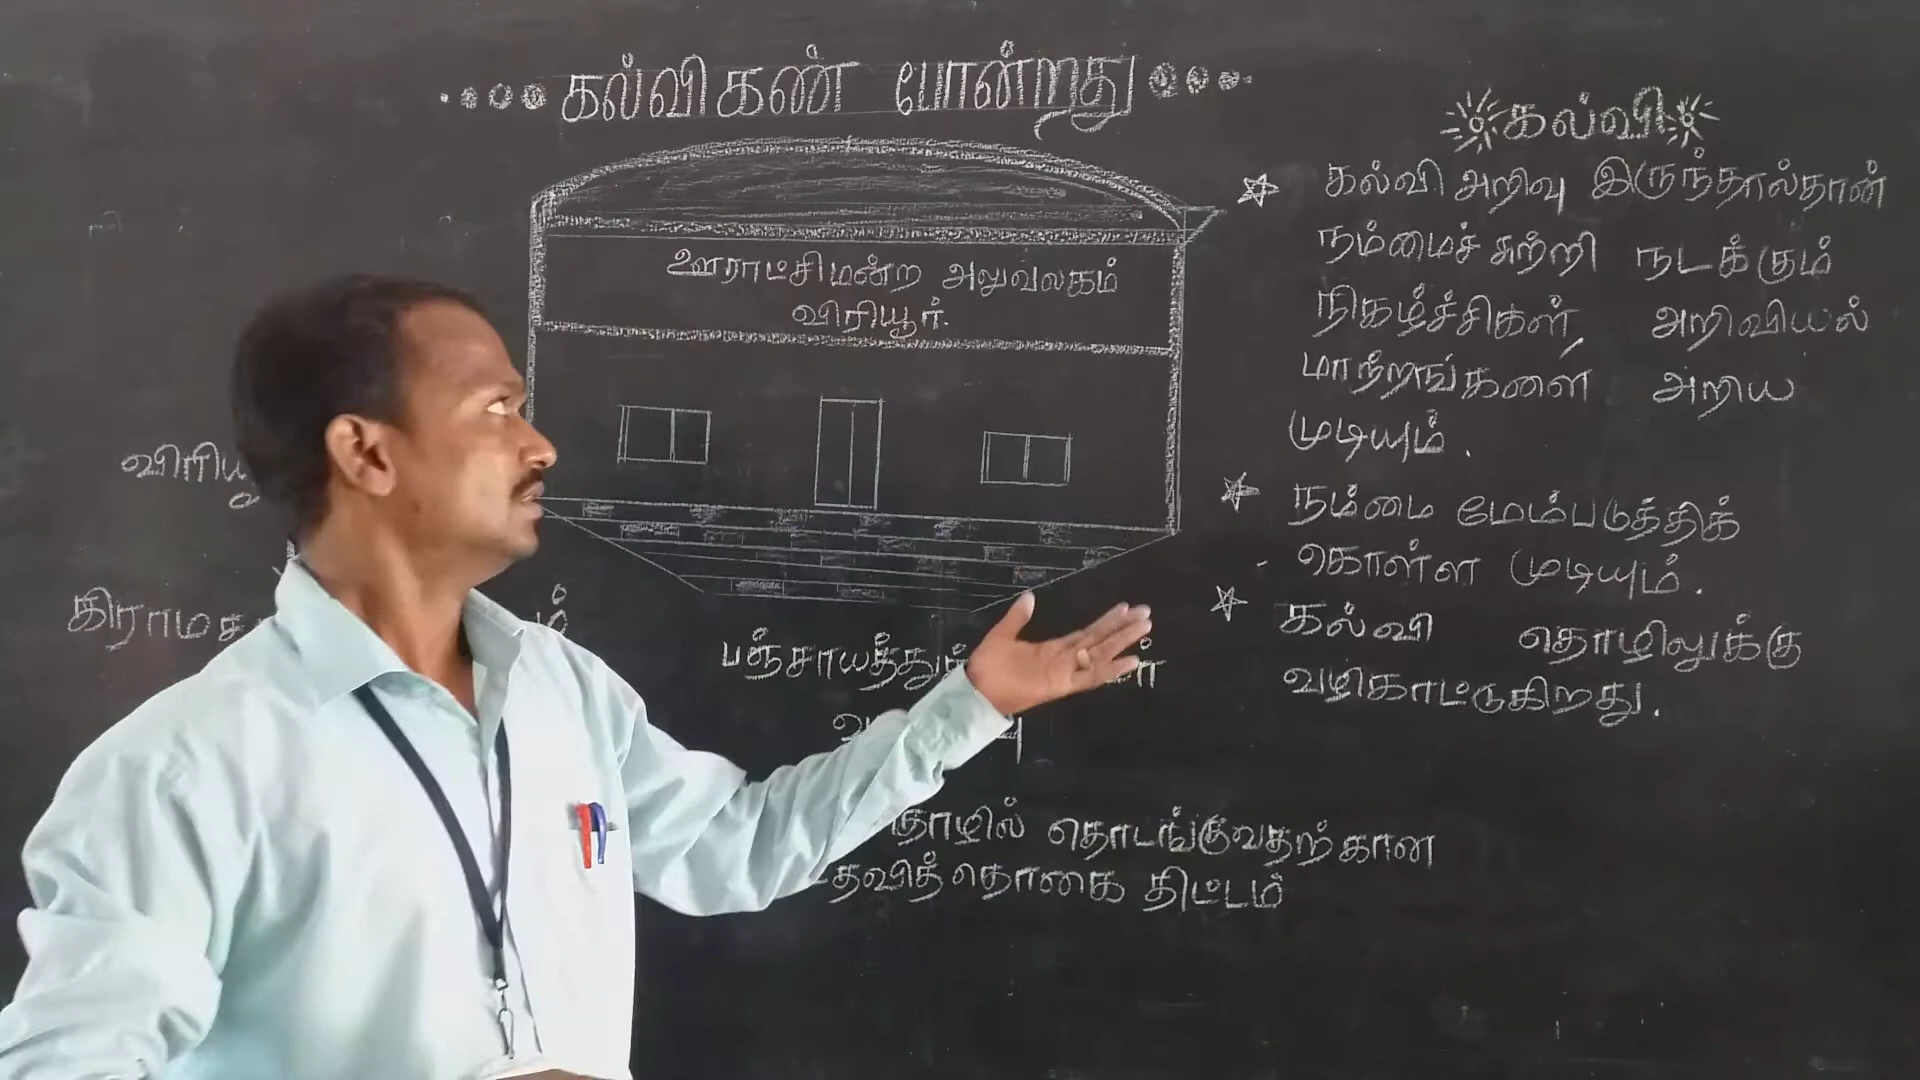 கல்வி கண் போன்றது
கல்வி
கல்வி அறிவு இருந்தால்தான்
நம்மைச் சுற்றி நடக்கும்
நிகழ்ச்சிகள், அறிவியல்
மாற்றங்களை அறிய
முடியும்.
நம்மை மேம்படுத்திக்
கொள்ள முடியும்.
கல்வி தொழிலுக்கு
வழிகாட்டுகிறது.
ஊராட்சிமன்ற அலுவலகம்
விரியூர்.
திட்டம்
தொடங்குவதற்கான